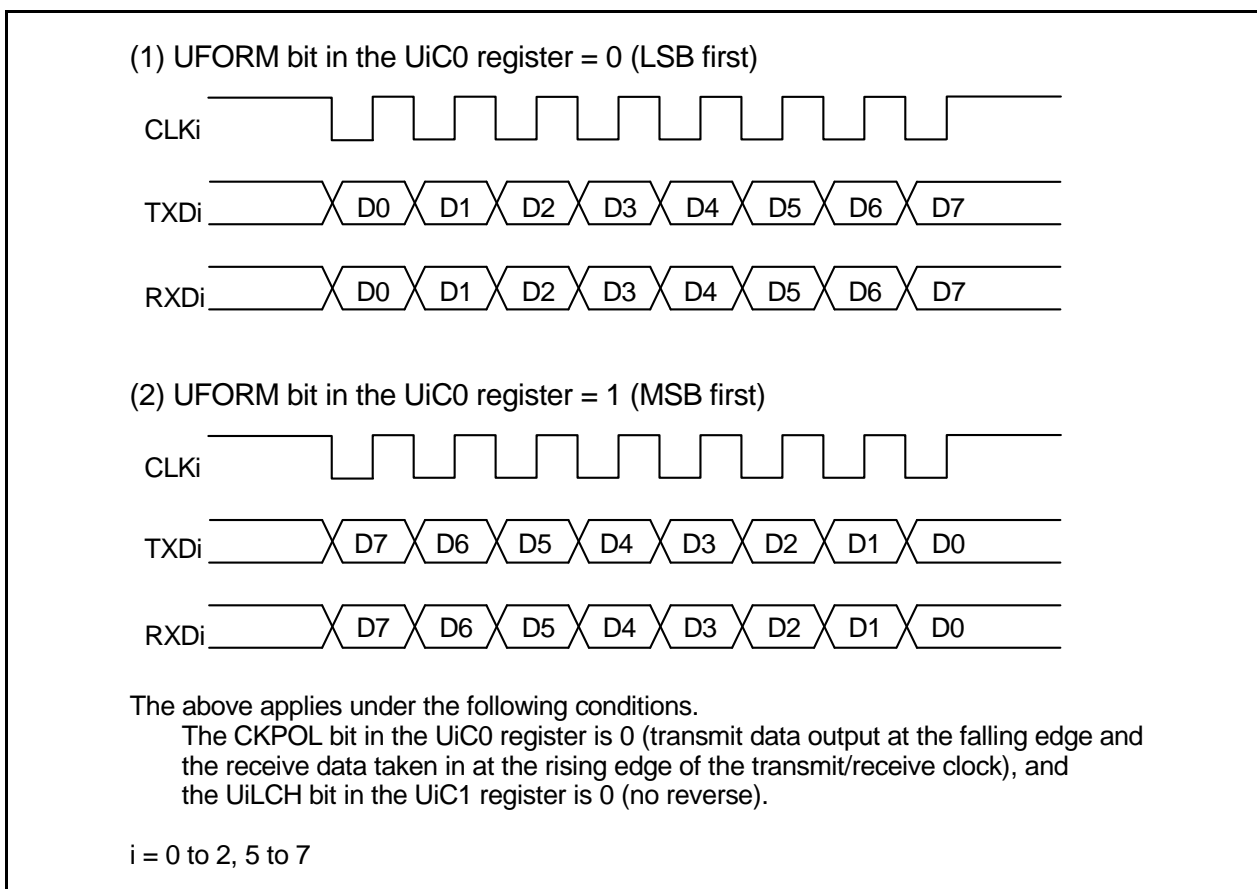 (1) UFORM bit in the UiC0 register = 0 (LSB first)
CLKi
TXDi D0 D1 D2 D3 D4 D5 D6 D7
RXDi D0 D1 D2 D3 D4 D5 D6 D7
(2) UFORM bit in the UiC0 register = 1 (MSB first)
CLKi
TXDi D7 D6 D5 D4 D3 D2 D1 D0
RXDi D7 D6 D5 D4 D3 D2 D1 D0
The above applies under the following conditions.
The CKPOL bit in the UiC0 register is 0 (transmit data output at the falling edge and
the receive data taken in at the rising edge of the transmit/receive clock), and
the UiLCH bit in the UiC1 register is 0 (no reverse).
i = 0 to 2, 5 to 7